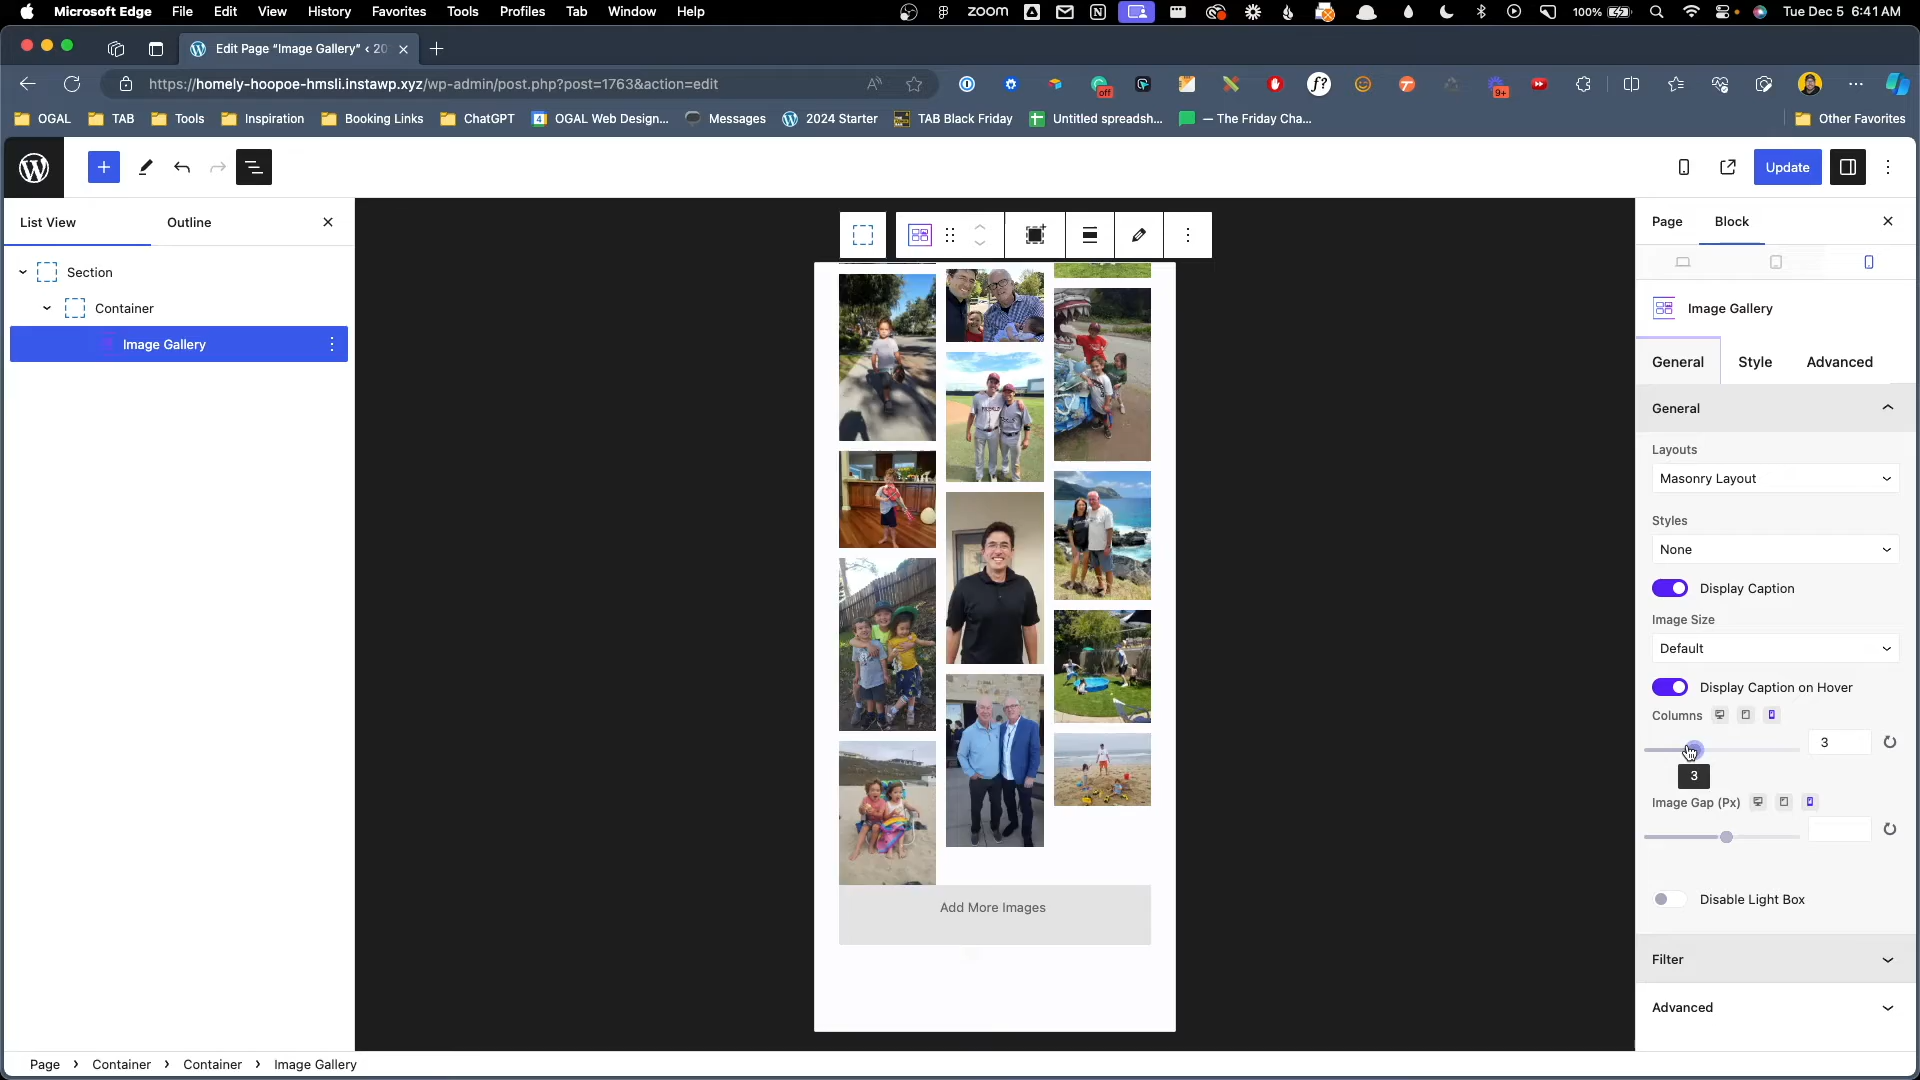 Microsoft Edge File Edit View History Favorites Tools Profiles Tab Window Help zoom 100% Tue Dec 5 6:41 AM
Edit Page “Image Gallery” ‹ 20
https://homely-hoopoe-hmsli.instawp.xyz/wp-admin/post.php?post=1763&action=edit off f? 9+
OGAL TAB Tools Inspiration Booking Links ChatGPT OGAL Web Design... Messages 2024 Starter TAB Black Friday Untitled spreadsh... — The Friday Cha... Other Favorites
Update
List View Outline
Page Block
Section
Container
Image Gallery
Image Gallery
General Style Advanced
General
Layouts
Masonry Layout
Styles
None
Display Caption
Image Size
Default
Display Caption on Hover
Columns
3
3
Image Gap (Px)
Disable Light Box
Add More Images
Filter
Advanced
Page › Container › Container › Image Gallery